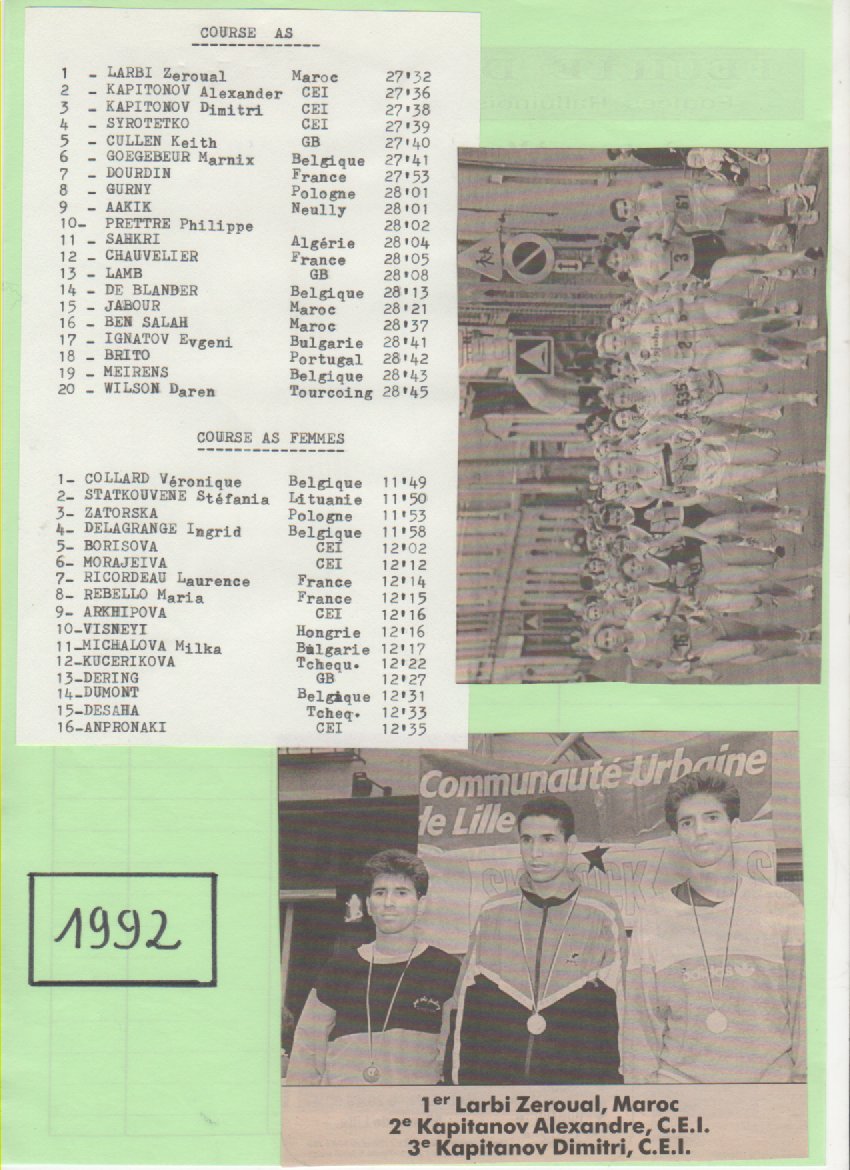 COURSE AS
1 - LARBI Zeroual Maroc 27'32
2 - KAPITONOV Alexander CEI 27'36
3 - KAPITONOV Dimitri CEI 27'38
4 - SYROTETKO CEI 27'39
5 - CULLEN Keith GB 27'40
6 - GOEGEBEUR Marnix Belgique 27'41
7 - DOURDIN France 27'53
8 - GURNY Pologne 28'01
9 - AAKIK Neully 28'01
10- PRETTRE Philippe 28'02
11 - SAHKRI Algérie 28'04
12 - CHAUVELIER France 28'05
13 - LAMB GB 28'08
14 - DE BLANDER Belgique 28'13
15 - JABOUR Maroc 28'21
16 - BEN SALAH Maroc 28'37
17 - IGNATOV Evgeni Bulgarie 28'41
18 - BRITO Portugal 28'42
19 - MEIRENS Belgique 28'43
20 - WILSON Daren Tourcoing 28'45
COURSE AS FEMMES
1- COLLARD Véronique Belgique 11'49
2- STATKOUVENE Stéfania Lituanie 11'50
3- ZATORSKA Pologne 11'53
4- DELAGRANGE Ingrid Belgique 11'58
5- BORISOVA CEI 12'02
6- MORAJEIVA CEI 12'12
7- RICORDEAU Laurence France 12'14
8- REBELLO Maria France 12'15
9- ARKHIPOVA CEI 12'16
10-VISNEYI Hongrie 12'16
11-MICHALOVA Milka Bulgarie 12'17
12-KUCERIKOVA Tchequ. 12'22
13-DERING GB 12'27
14-DUMONT Belgique 12'31
15-DESAHA Tcheq. 12'33
16-ANPRONAKI CEI 12'35
61
3
2
A535
16
Communauté Urbaine
de Lille
adidas
1992
1er Larbi Zeroual, Maroc
2e Kapitanov Alexandre, C.E.I.
3e Kapitanov Dimitri, C.E.I.